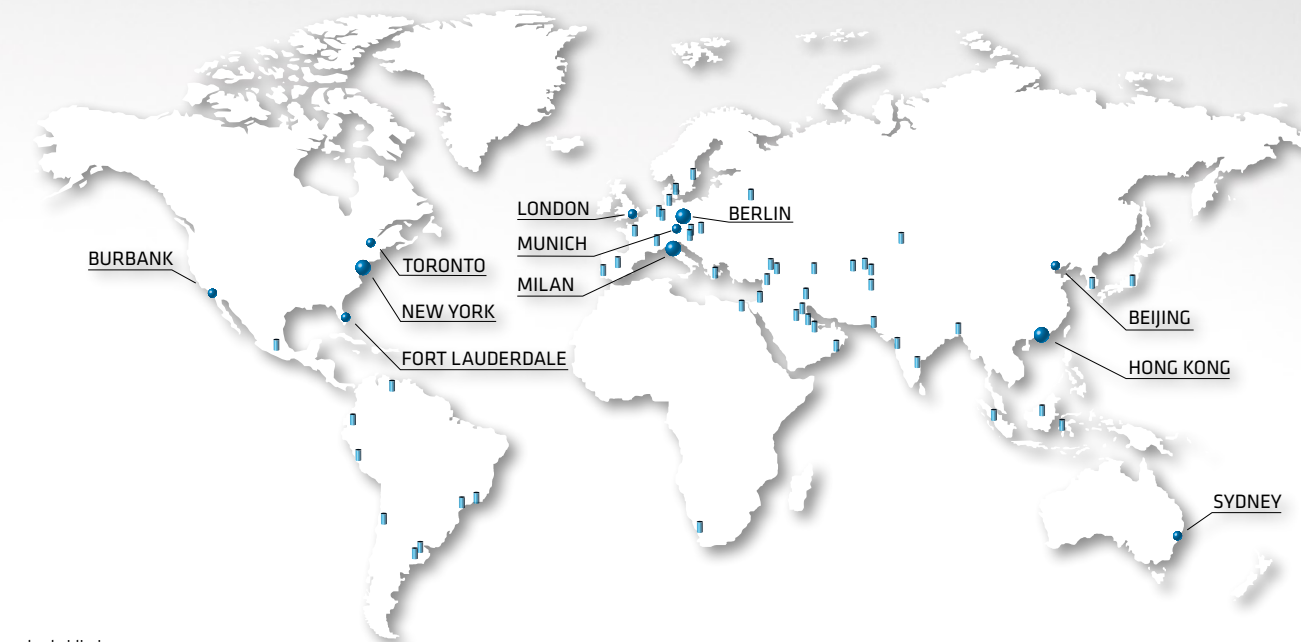 LONDON
BERLIN
MUNICH
MILAN
BURBANK
TORONTO
NEW YORK
FORT LAUDERDALE
BEIJING
HONG KONG
SYDNEY